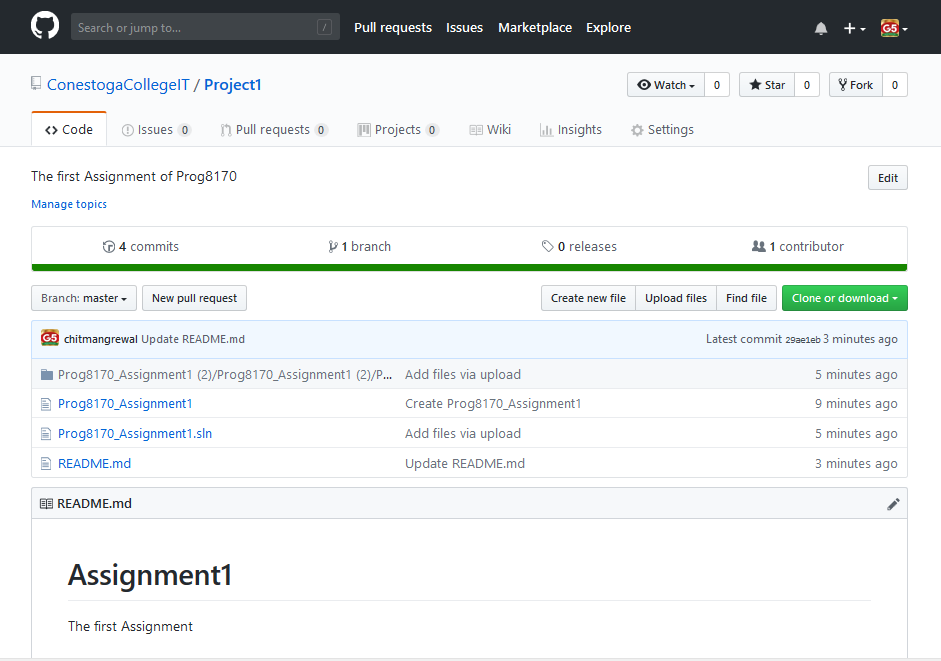 Search or jump to... / Pull requests Issues Marketplace Explore G5
ConestogaCollegeIT / Project1 Watch 0 Star 0 Fork 0
Code Issues 0 Pull requests 0 Projects 0 Wiki Insights Settings
The first Assignment of Prog8170 Edit
Manage topics
4 commits 1 branch 0 releases 1 contributor
Branch: master New pull request Create new file Upload files Find file Clone or download
G5 chitmangrewal Update README.md Latest commit 29ae1eb 3 minutes ago
Prog8170_Assignment1 (2)/Prog8170_Assignment1 (2)/P... Add files via upload 5 minutes ago
Prog8170_Assignment1 Create Prog8170_Assignment1 9 minutes ago
Prog8170_Assignment1.sln Add files via upload 5 minutes ago
README.md Update README.md 3 minutes ago
README.md
Assignment1
The first Assignment